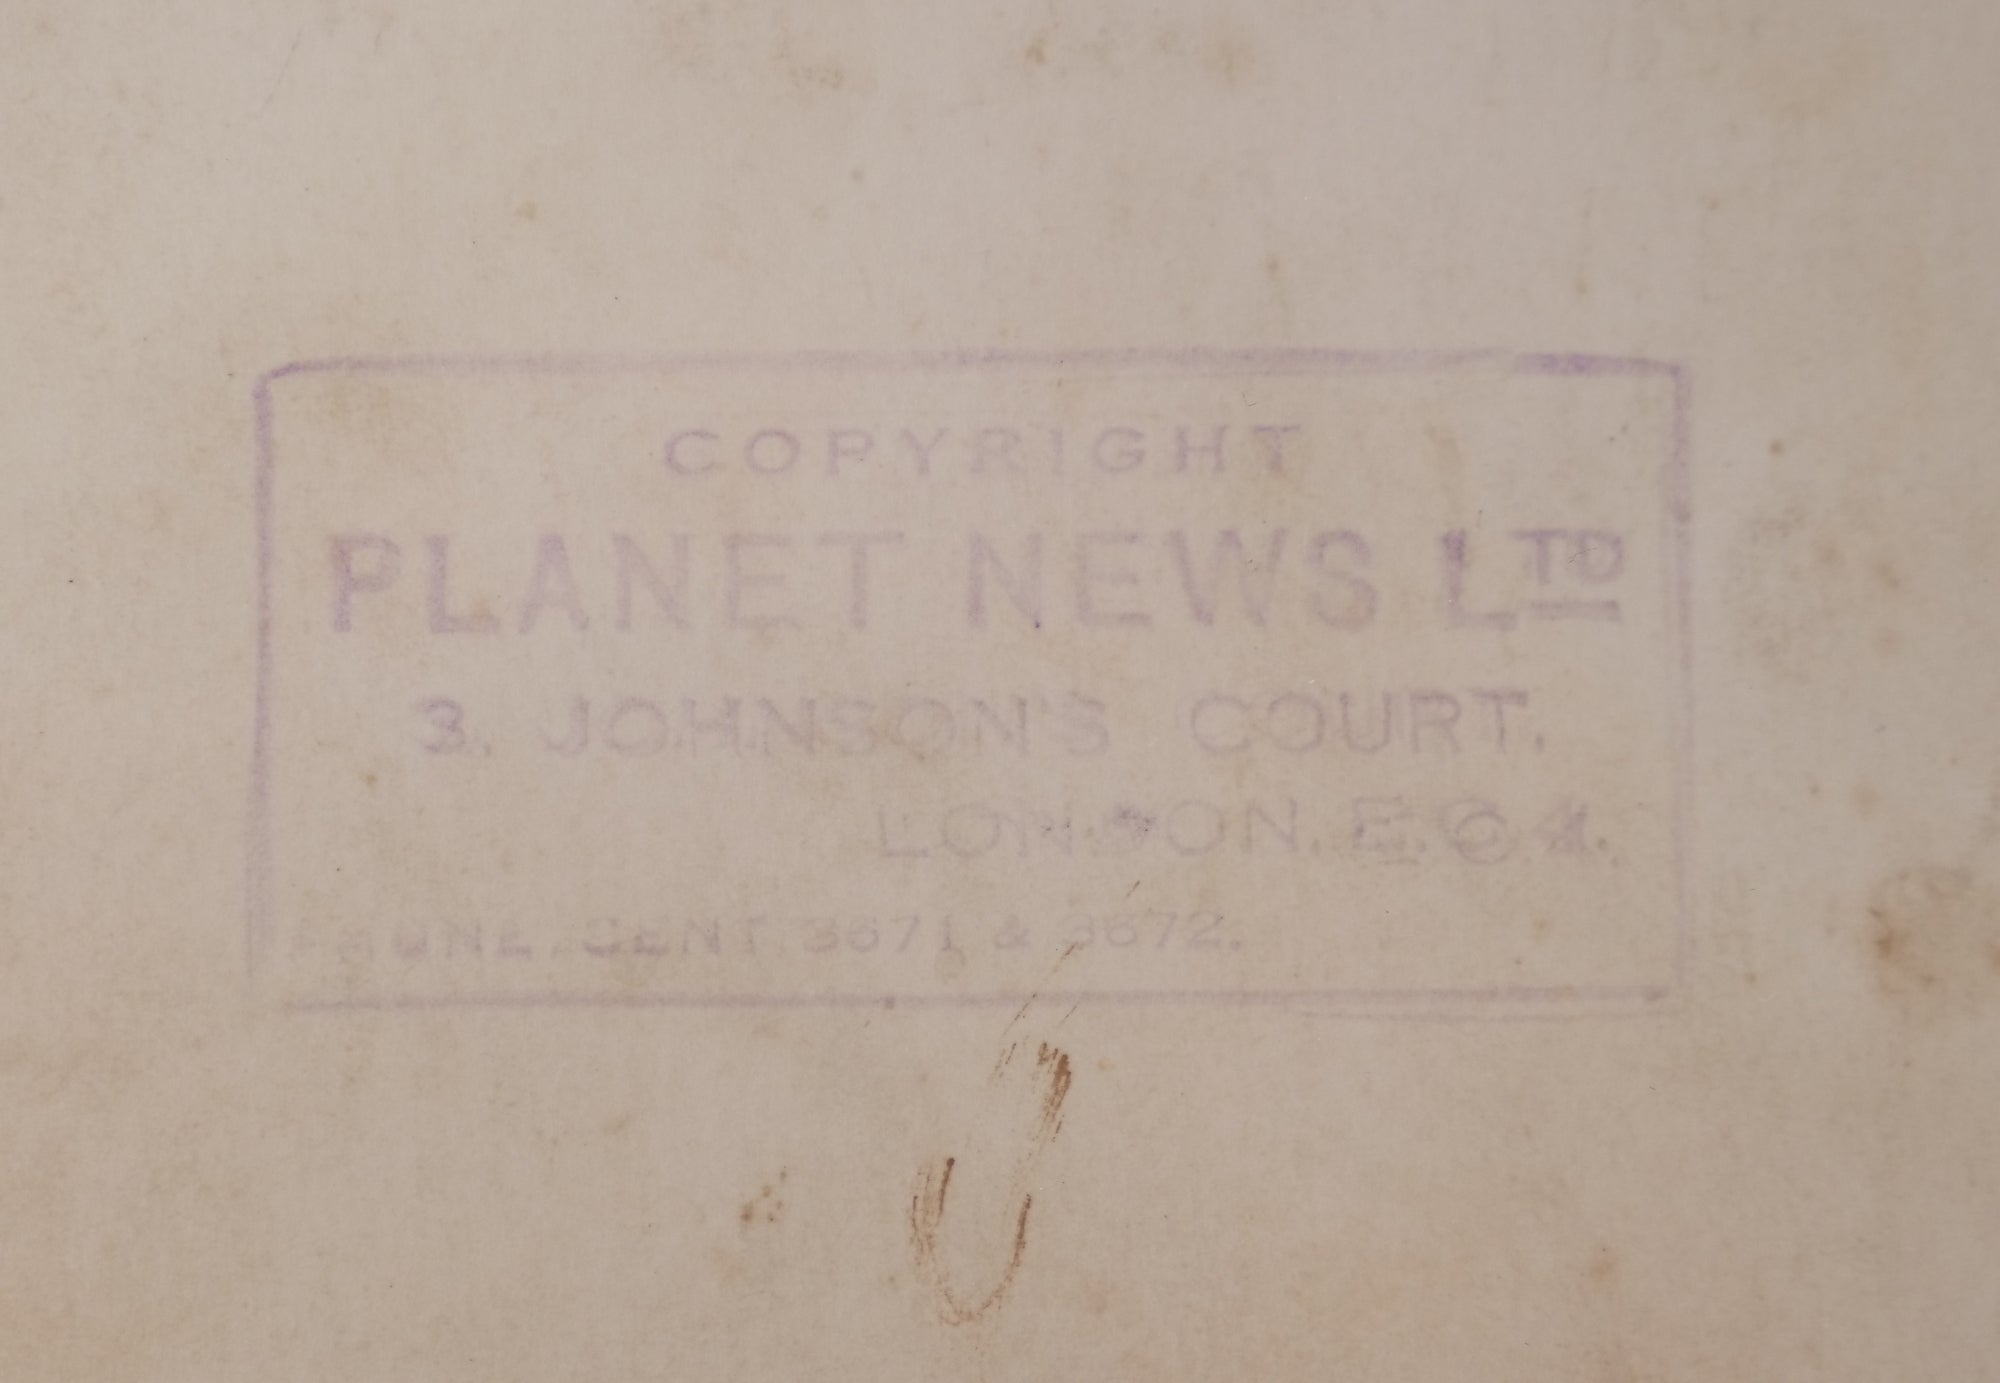 COPYRIGHT
PLANET NEWS LTD
3. JOHNSON'S COURT.
LONDON. E.C.4.
PHONE. CENT. 3671 & 3672.